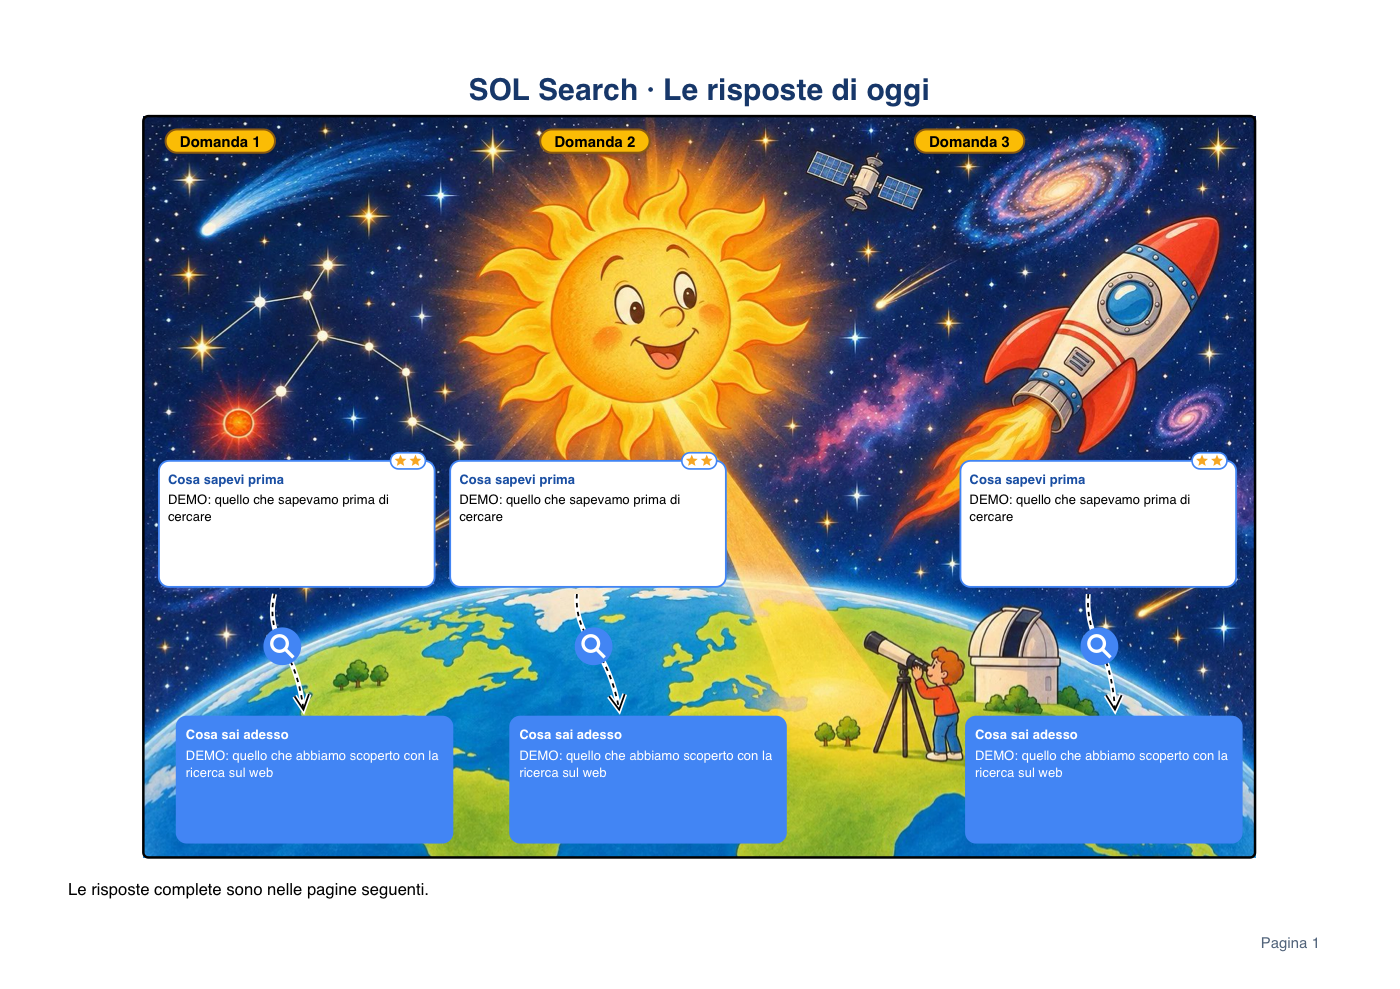 SOL Search · Le risposte di oggi
Domanda 1
Domanda 2
Domanda 3
Cosa sapevi prima
DEMO: quello che sapevamo prima di
cercare
Cosa sapevi prima
DEMO: quello che sapevamo prima di
cercare
Cosa sapevi prima
DEMO: quello che sapevamo prima di
cercare
Cosa sai adesso
DEMO: quello che abbiamo scoperto con la
ricerca sul web
Cosa sai adesso
DEMO: quello che abbiamo scoperto con la
ricerca sul web
Cosa sai adesso
DEMO: quello che abbiamo scoperto con la
ricerca sul web
Le risposte complete sono nelle pagine seguenti.
Pagina 1